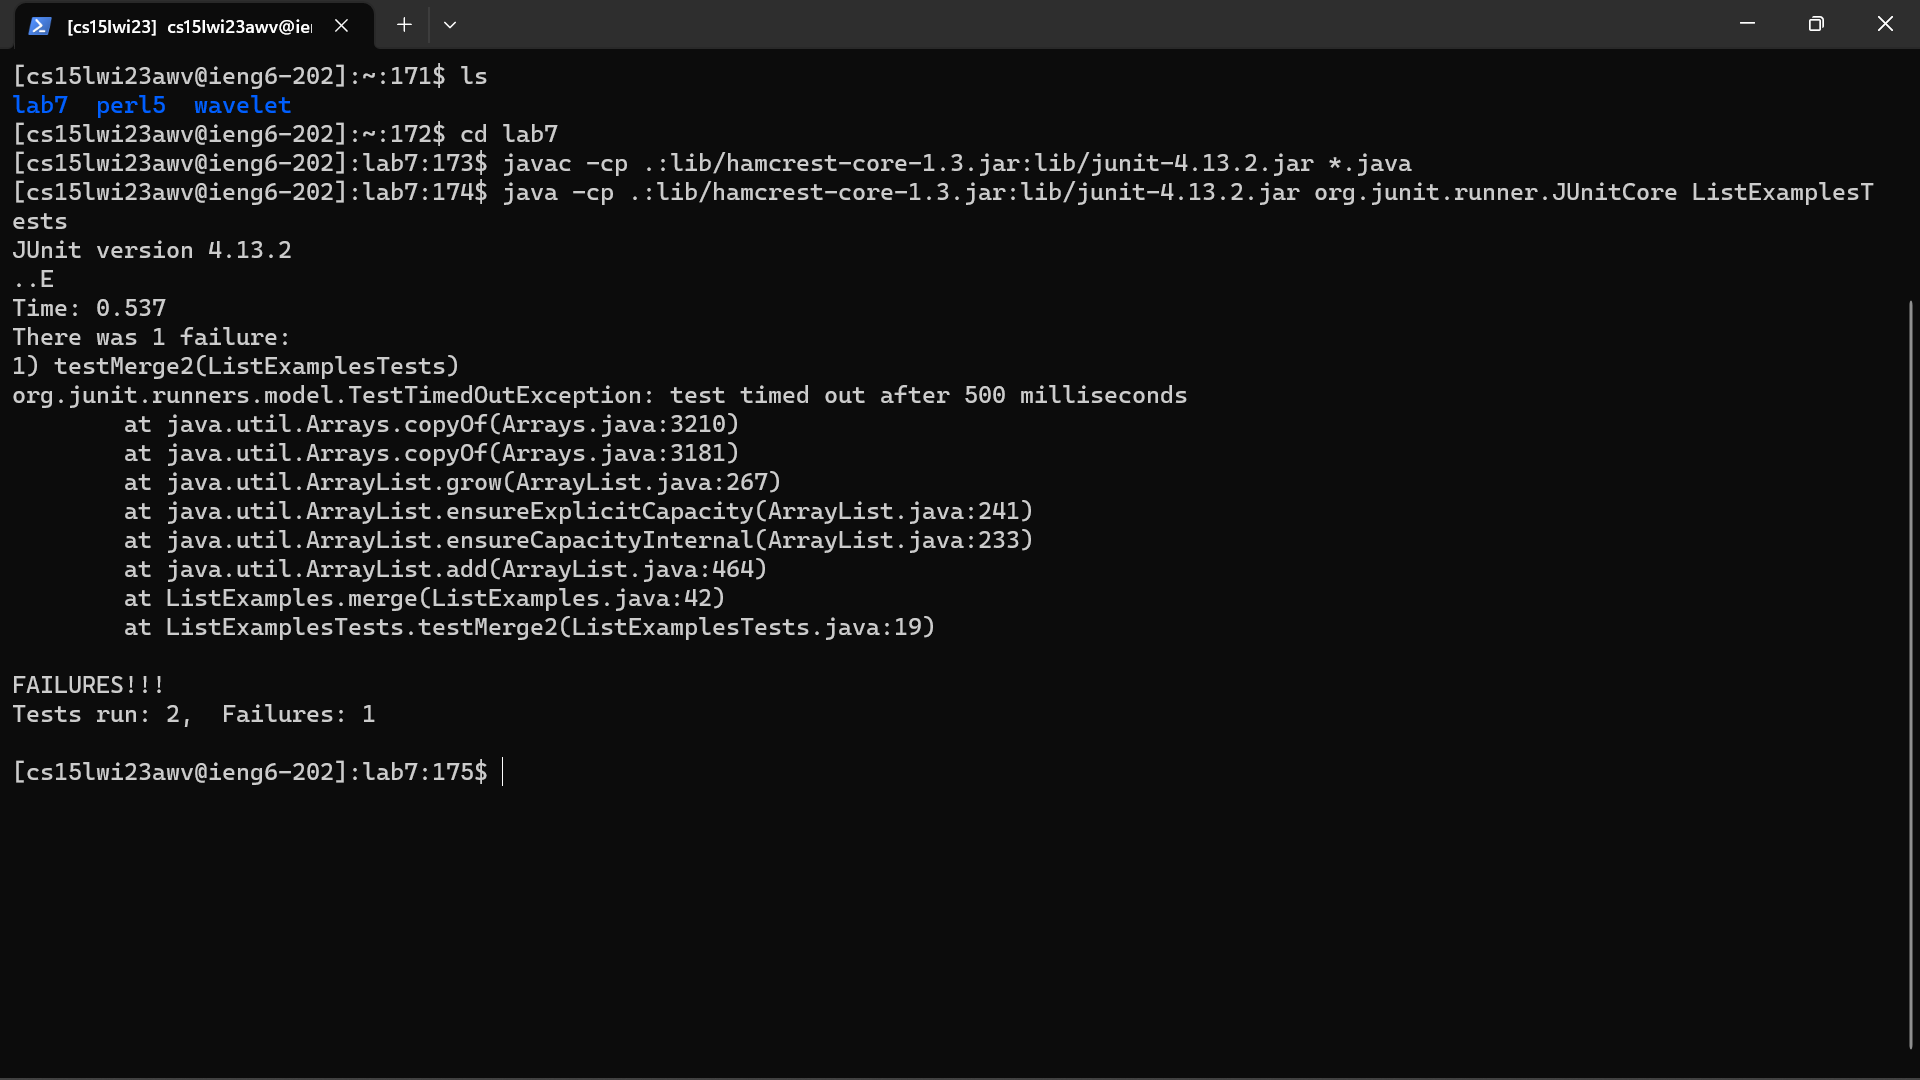 [cs15lwi23] cs15lwi23awv@ie
[cs15lwi23awv@ieng6-202]:~:171$ ls
lab7  perl5  wavelet
[cs15lwi23awv@ieng6-202]:~:172$ cd lab7
[cs15lwi23awv@ieng6-202]:lab7:173$ javac -cp .:lib/hamcrest-core-1.3.jar:lib/junit-4.13.2.jar *.java
[cs15lwi23awv@ieng6-202]:lab7:174$ java -cp .:lib/hamcrest-core-1.3.jar:lib/junit-4.13.2.jar org.junit.runner.JUnitCore ListExamplesT
ests
JUnit version 4.13.2
..E
Time: 0.537
There was 1 failure:
1) testMerge2(ListExamplesTests)
org.junit.runners.model.TestTimedOutException: test timed out after 500 milliseconds
        at java.util.Arrays.copyOf(Arrays.java:3210)
        at java.util.Arrays.copyOf(Arrays.java:3181)
        at java.util.ArrayList.grow(ArrayList.java:267)
        at java.util.ArrayList.ensureExplicitCapacity(ArrayList.java:241)
        at java.util.ArrayList.ensureCapacityInternal(ArrayList.java:233)
        at java.util.ArrayList.add(ArrayList.java:464)
        at ListExamples.merge(ListExamples.java:42)
        at ListExamplesTests.testMerge2(ListExamplesTests.java:19)
FAILURES!!!
Tests run: 2,  Failures: 1
[cs15lwi23awv@ieng6-202]:lab7:175$